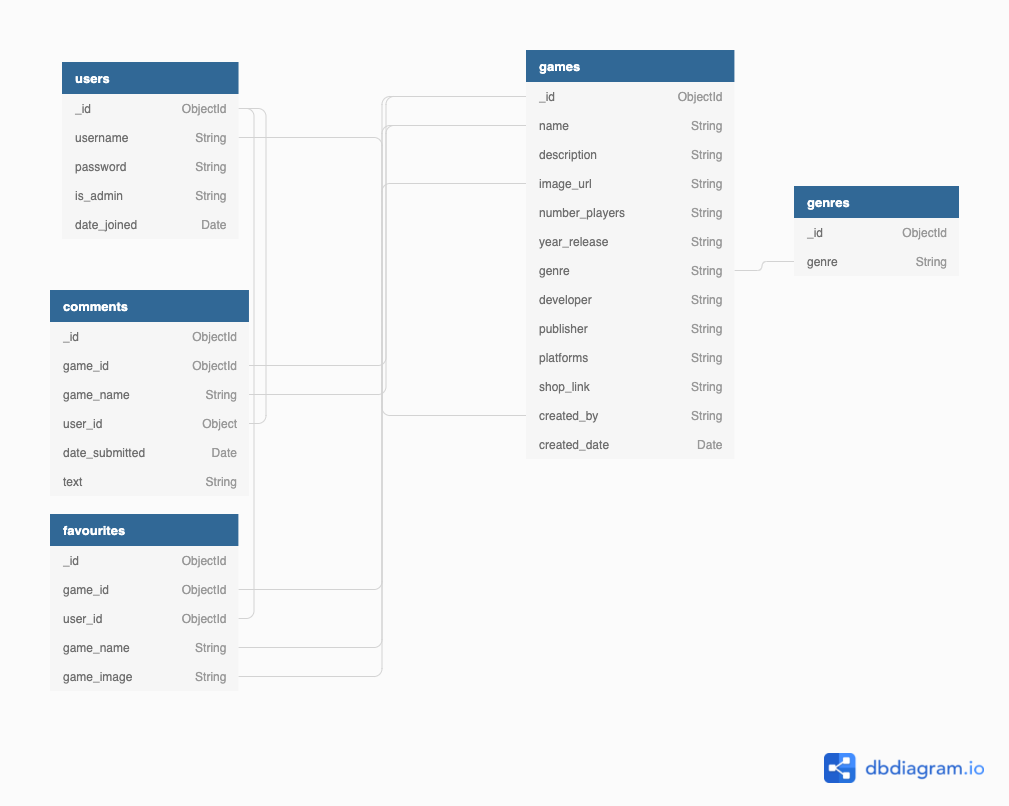 users
_id ObjectId
username String
password String
is_admin String
date_joined Date
comments
_id ObjectId
game_id ObjectId
game_name String
user_id Object
date_submitted Date
text String
favourites
_id ObjectId
game_id ObjectId
user_id ObjectId
game_name String
game_image String
games
_id ObjectId
name String
description String
image_url String
number_players String
year_release String
genre String
developer String
publisher String
platforms String
shop_link String
created_by String
created_date Date
genres
_id ObjectId
genre String
dbdiagram.io